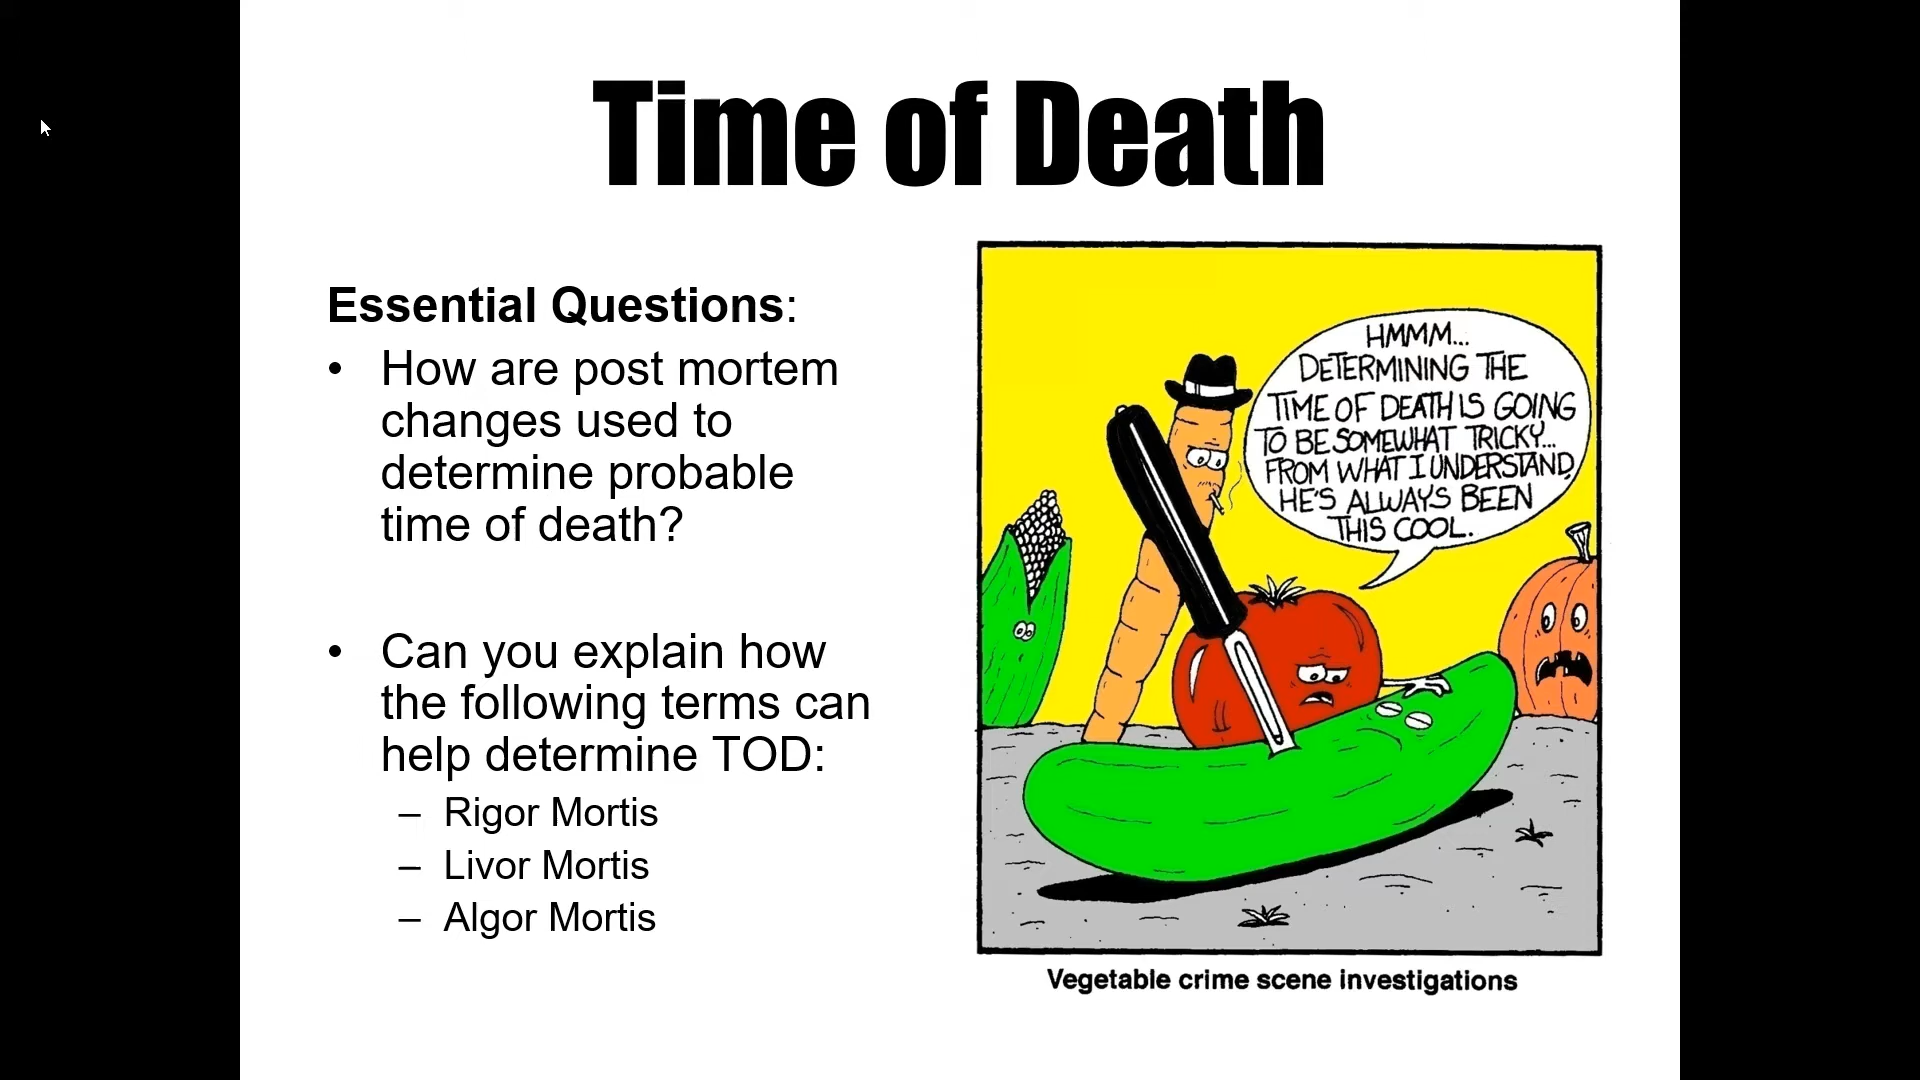 Time of Death
Essential Questions:
• How are post mortem
changes used to
determine probable
time of death?
• Can you explain how
the following terms can
help determine TOD:
– Rigor Mortis
– Livor Mortis
– Algor Mortis
HMMM...
DETERMINING THE
TIME OF DEATH IS GOING
TO BE SOMEWHAT TRICKY...
FROM WHAT I UNDERSTAND,
HE'S ALWAYS BEEN
THIS COOL.
Vegetable crime scene investigations